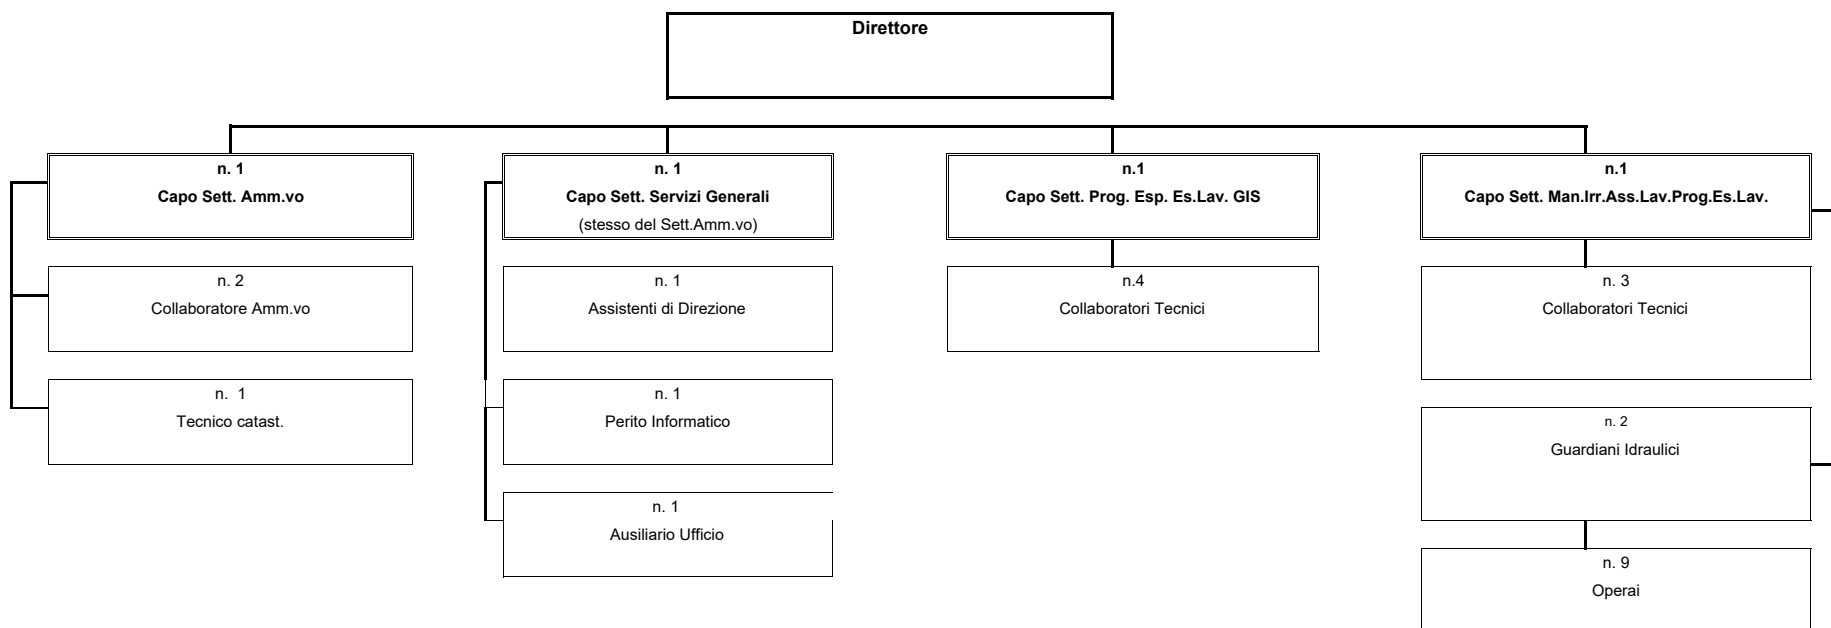 Direttore
n. 1
Capo Sett. Amm.vo
n. 1
Capo Sett. Servizi Generali
(stesso del Sett.Amm.vo)
n.1
Capo Sett. Prog. Esp. Es.Lav. GIS
n.1
Capo Sett. Man.Irr.Ass.Lav.Prog.Es.Lav.
n. 2
Collaboratore Amm.vo
n. 1
Assistenti di Direzione
n.4
Collaboratori Tecnici
n. 3
Collaboratori Tecnici
n. 1
Tecnico catast.
n. 1
Perito Informatico
n. 2
Guardiani Idraulici
n. 1
Ausiliario Ufficio
n. 9
Operai